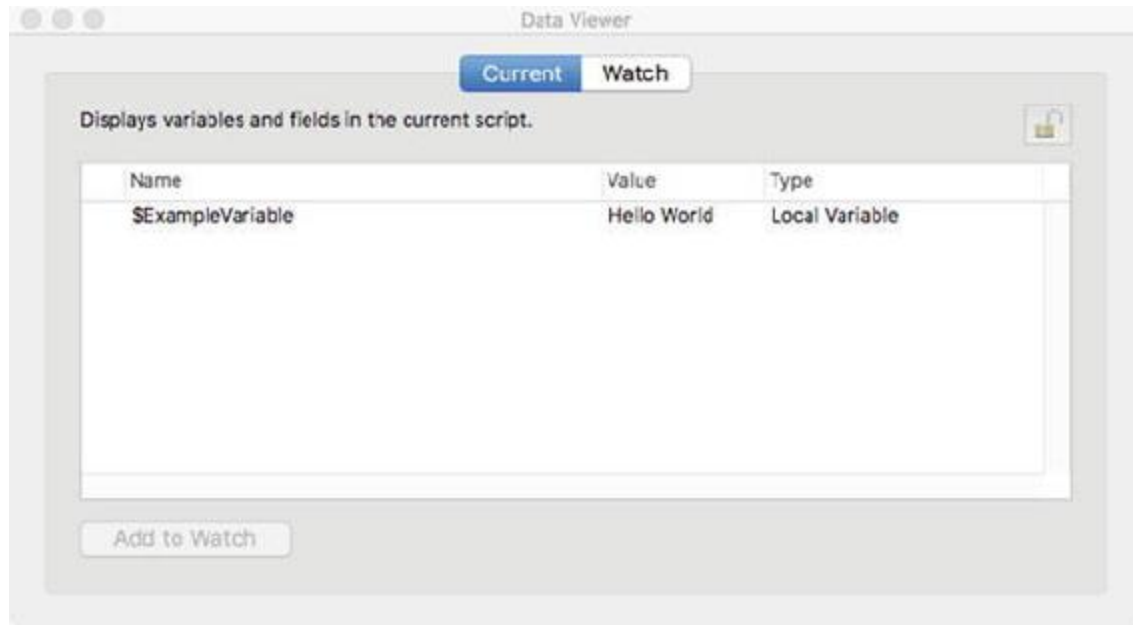 Data Viewer
Current Watch
Displays variables and fields in the current script.
Name Value Type
$ExampleVariable Hello World Local Variable
Add to Watch